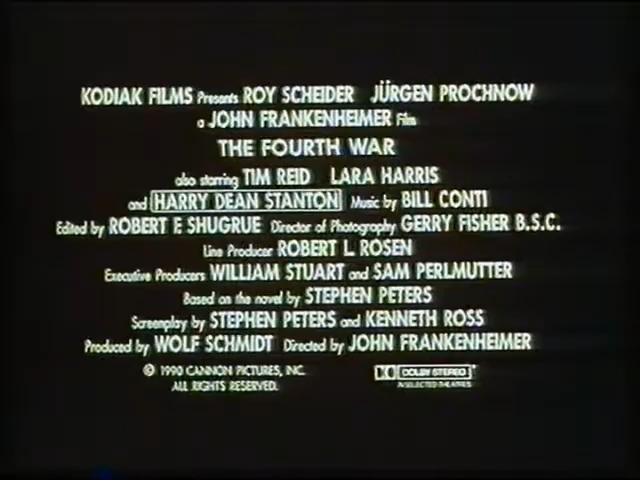 KODIAK FILMS Presents ROY SCHEIDER JÜRGEN PROCHNOW
a JOHN FRANKENHEIMER Film
THE FOURTH WAR
also starring TIM REID LARA HARRIS
and HARRY DEAN STANTON Music by BILL CONTI
Edited by ROBERT F. SHUGRUE Director of Photography GERRY FISHER B.S.C.
Line Producer ROBERT L. ROSEN
Executive Producers WILLIAM STUART and SAM PERLMUTTER
Based on the novel by STEPHEN PETERS
Screenplay by STEPHEN PETERS and KENNETH ROSS
Produced by WOLF SCHMIDT Directed by JOHN FRANKENHEIMER
© 1990 CANNON PICTURES, INC. DOLBY STEREO
ALL RIGHTS RESERVED. IN SELECTED THEATRES